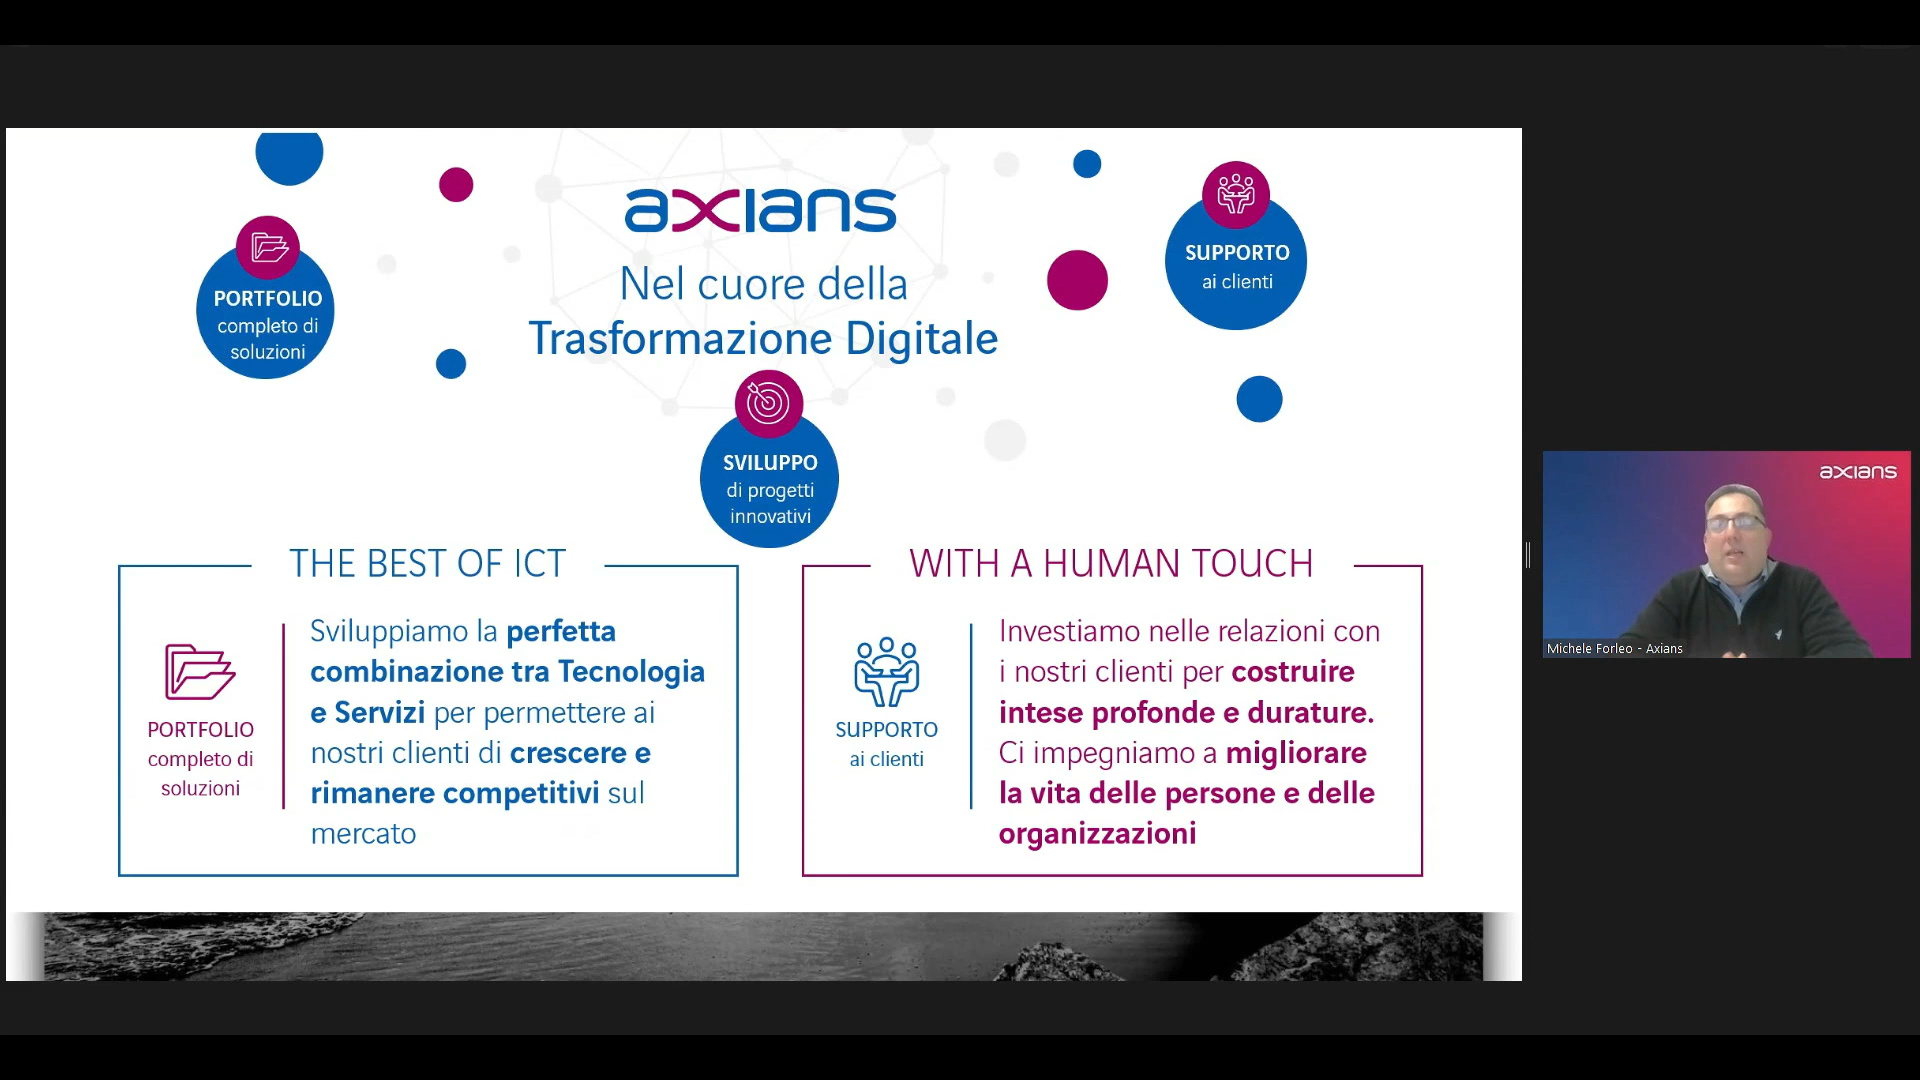 axians
Nel cuore della
Trasformazione Digitale
PORTFOLIO
completo di
soluzioni
SUPPORTO
ai clienti
SVILUPPO
di progetti
innovativi
THE BEST OF ICT
PORTFOLIO
completo di
soluzioni
Sviluppiamo la perfetta
combinazione tra Tecnologia
e Servizi per permettere ai
nostri clienti di crescere e
rimanere competitivi sul
mercato
WITH A HUMAN TOUCH
SUPPORTO
ai clienti
Investiamo nelle relazioni con
i nostri clienti per costruire
intese profonde e durature.
Ci impegniamo a migliorare
la vita delle persone e delle
organizzazioni
axians
Michele Forleo - Axians